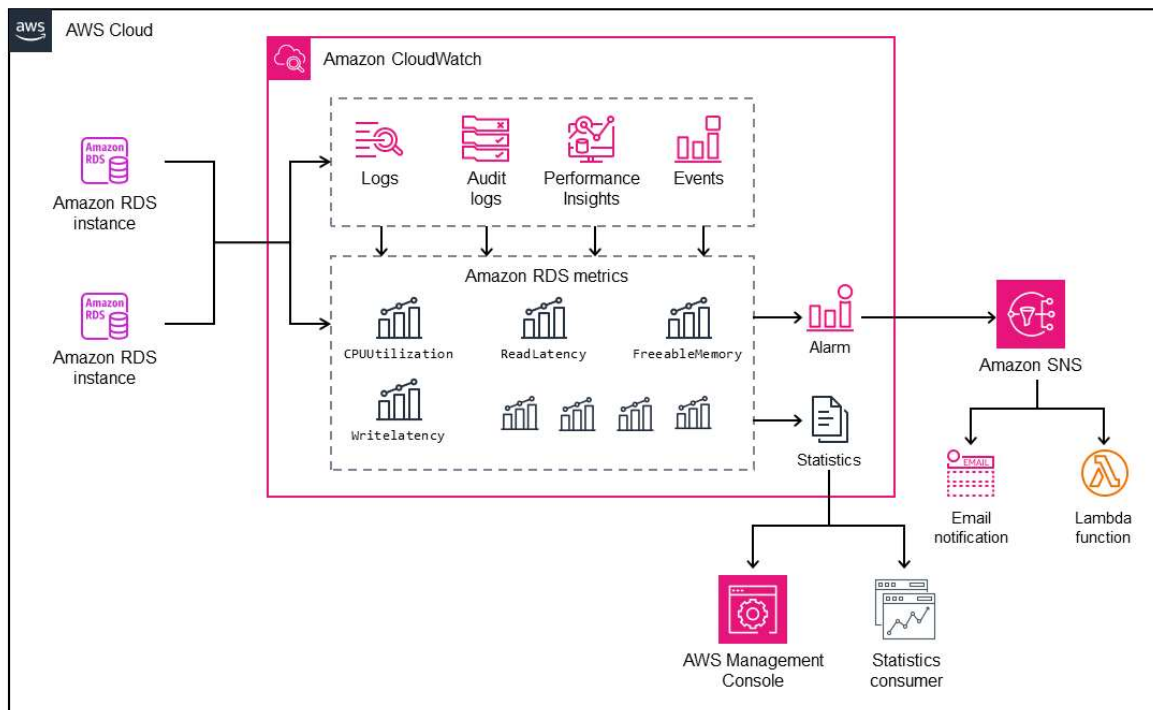 aws
AWS Cloud
Amazon CloudWatch
Amazon
RDS
Amazon RDS
instance
Logs
Audit
logs
Performance
Insights
Events
Amazon
RDS
Amazon RDS
instance
Amazon RDS metrics
CPUUtilization
ReadLatency
FreeableMemory
Writelatency
Alarm
Statistics
Amazon SNS
EMAIL
Email
notification
Lambda
function
AWS Management
Console
Statistics
consumer